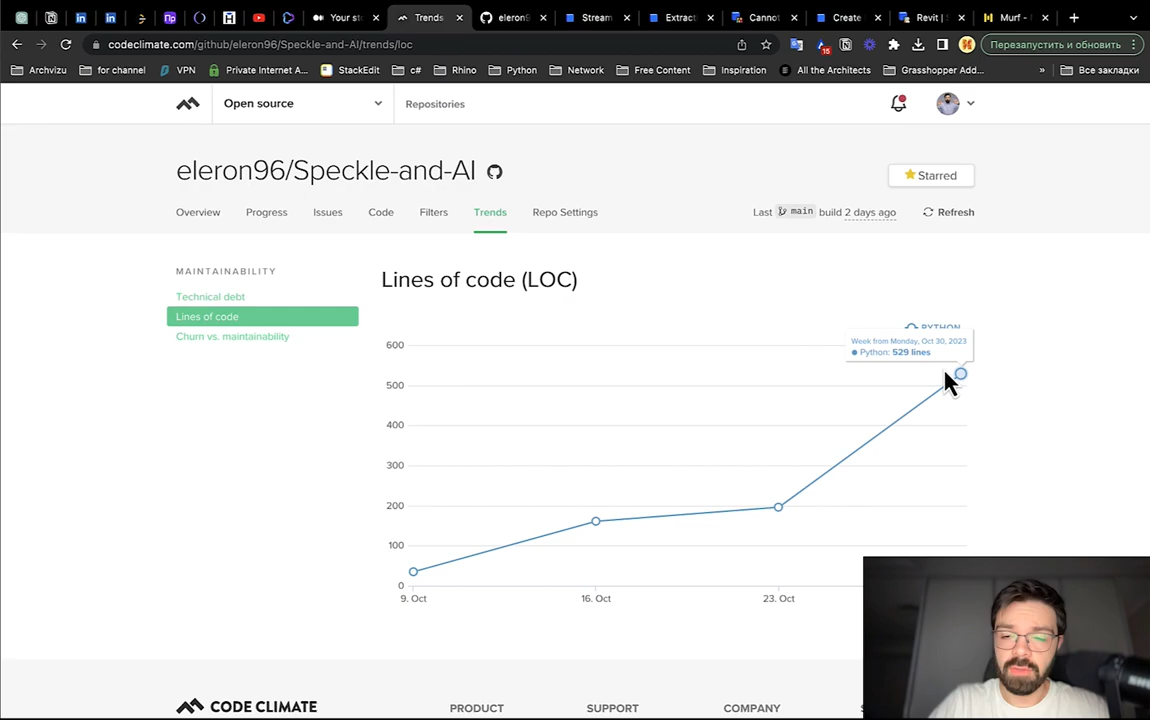 Your st
Trends
eleron9
Stream
Extrac
Cannot
Create
Revit |
Murf -
codeclimate.com/github/eleron96/Speckle-and-AI/trends/loc
15
Перезапустить и обновить
Archvizu
for channel
VPN
Private Internet A...
StackEdit
c#
Rhino
Python
Network
Free Content
Inspiration
All the Architects
Grasshopper Add...
»
Все закладки
Open source
Repositories
eleron96/Speckle-and-AI
Starred
Overview
Progress
Issues
Code
Filters
Trends
Repo Settings
Last main build 2 days ago
Refresh
MAINTAINABILITY
Technical debt
Lines of code
Churn vs. maintainability
Lines of code (LOC)
PYTHON
Week from Monday, Oct 30, 2023
Python: 529 lines
600
500
400
300
200
100
0
9. Oct
16. Oct
23. Oct
CODE CLIMATE
PRODUCT
SUPPORT
COMPANY